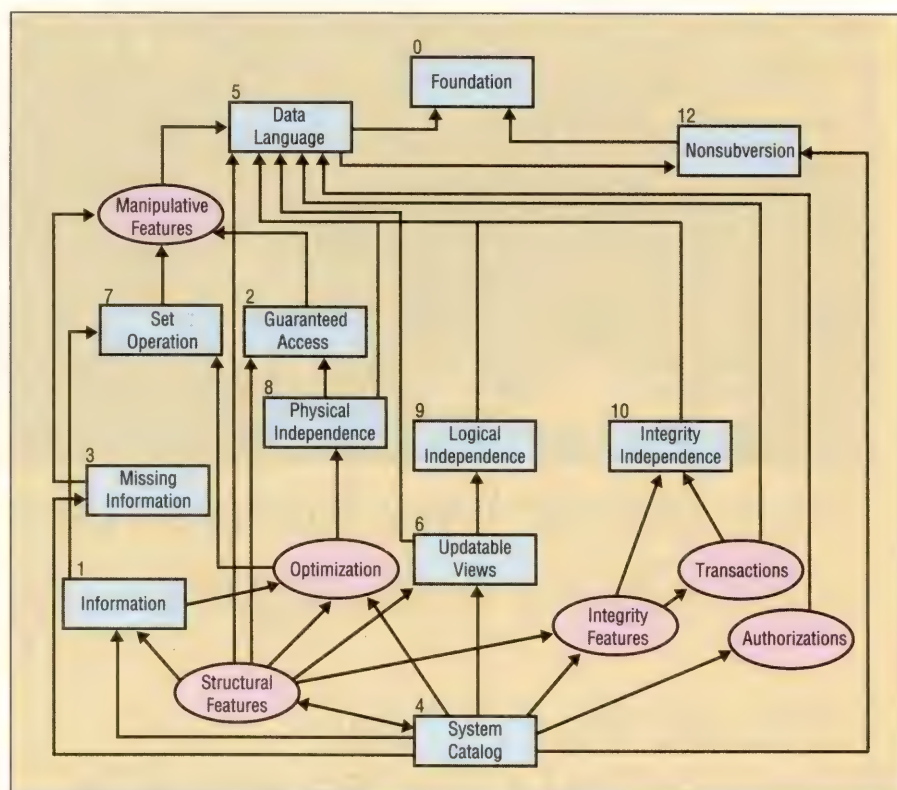 0
Foundation
5
Data
Language
12
Nonsubversion
Manipulative
Features
7
Set
Operation
2
Guaranteed
Access
8
Physical
Independence
9
Logical
Independence
10
Integrity
Independence
3
Missing
Information
6
Updatable
Views
Optimization
Transactions
1
Information
Integrity
Features
Authorizations
Structural
Features
4
System
Catalog